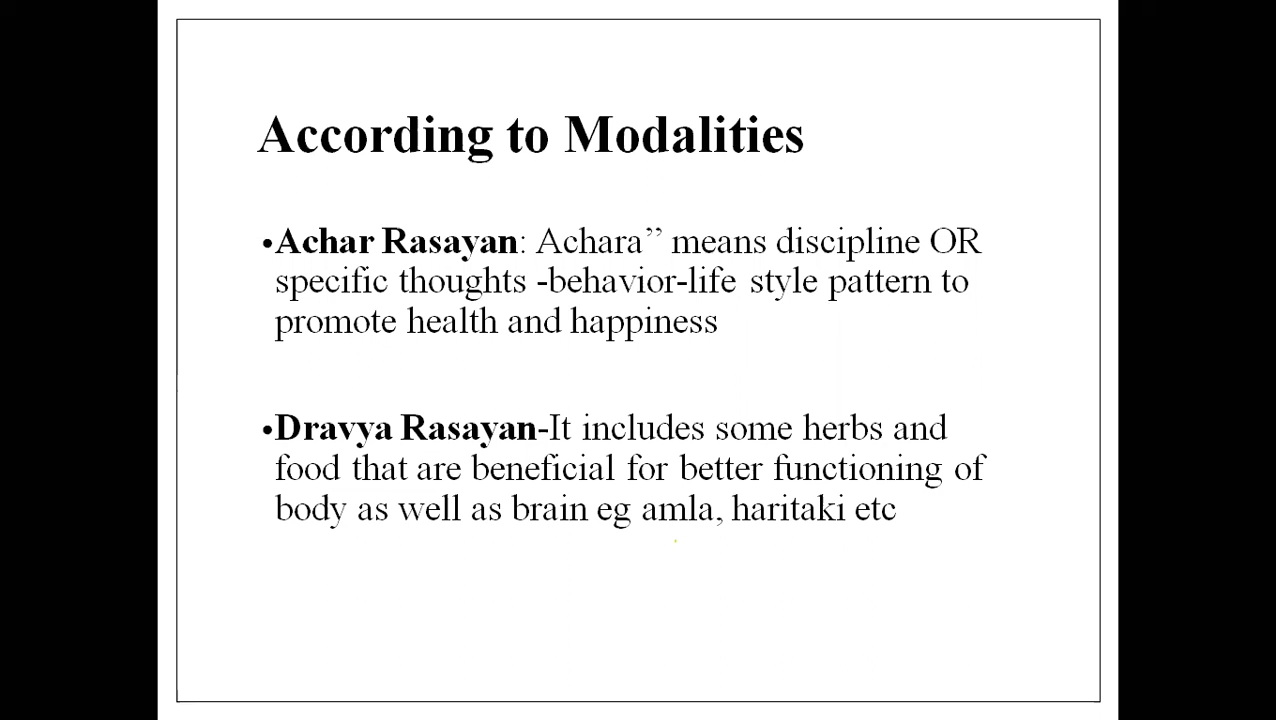 According to Modalities
•Achar Rasayan: Achara” means discipline OR
specific thoughts -behavior-life style pattern to
promote health and happiness
•Dravya Rasayan-It includes some herbs and
food that are beneficial for better functioning of
body as well as brain eg amla, haritaki etc